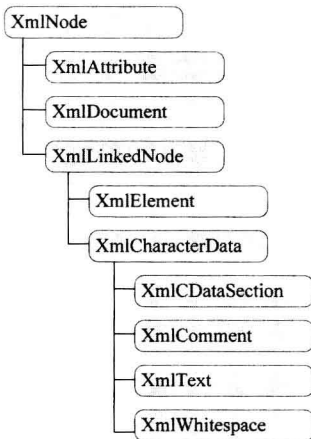 XmlNode
XmlAttribute
XmlDocument
XmlLinkedNode
XmlElement
XmlCharacterData
XmlCDataSection
XmlComment
XmlText
XmlWhitespace